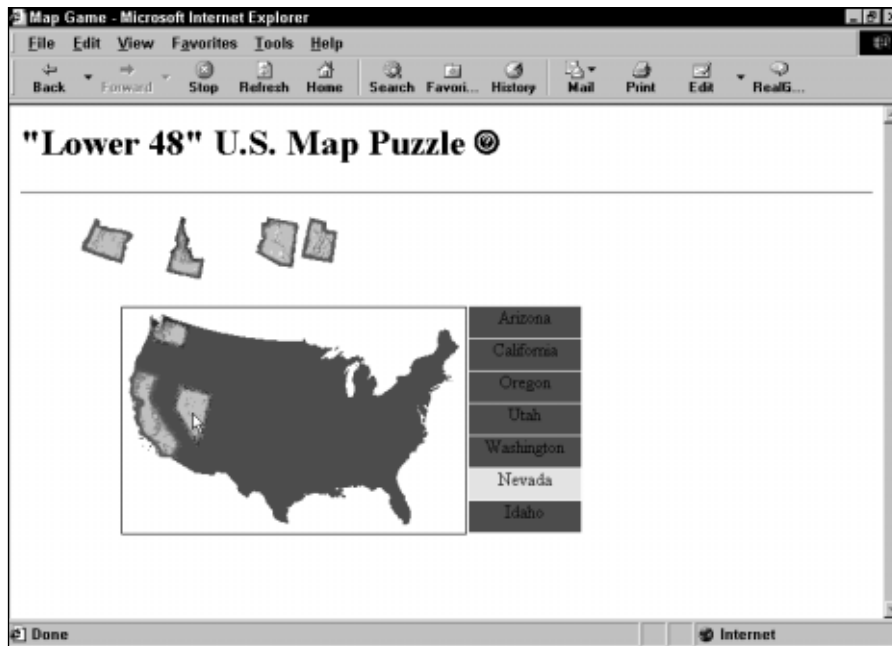 Map Game - Microsoft Internet Explorer
File Edit View Favorites Tools Help
Back Forward Stop Refresh Home Search Favori... History Mail Print Edit RealG...
"Lower 48" U.S. Map Puzzle
Arizona
California
Oregon
Utah
Washington
Nevada
Idaho
Done Internet